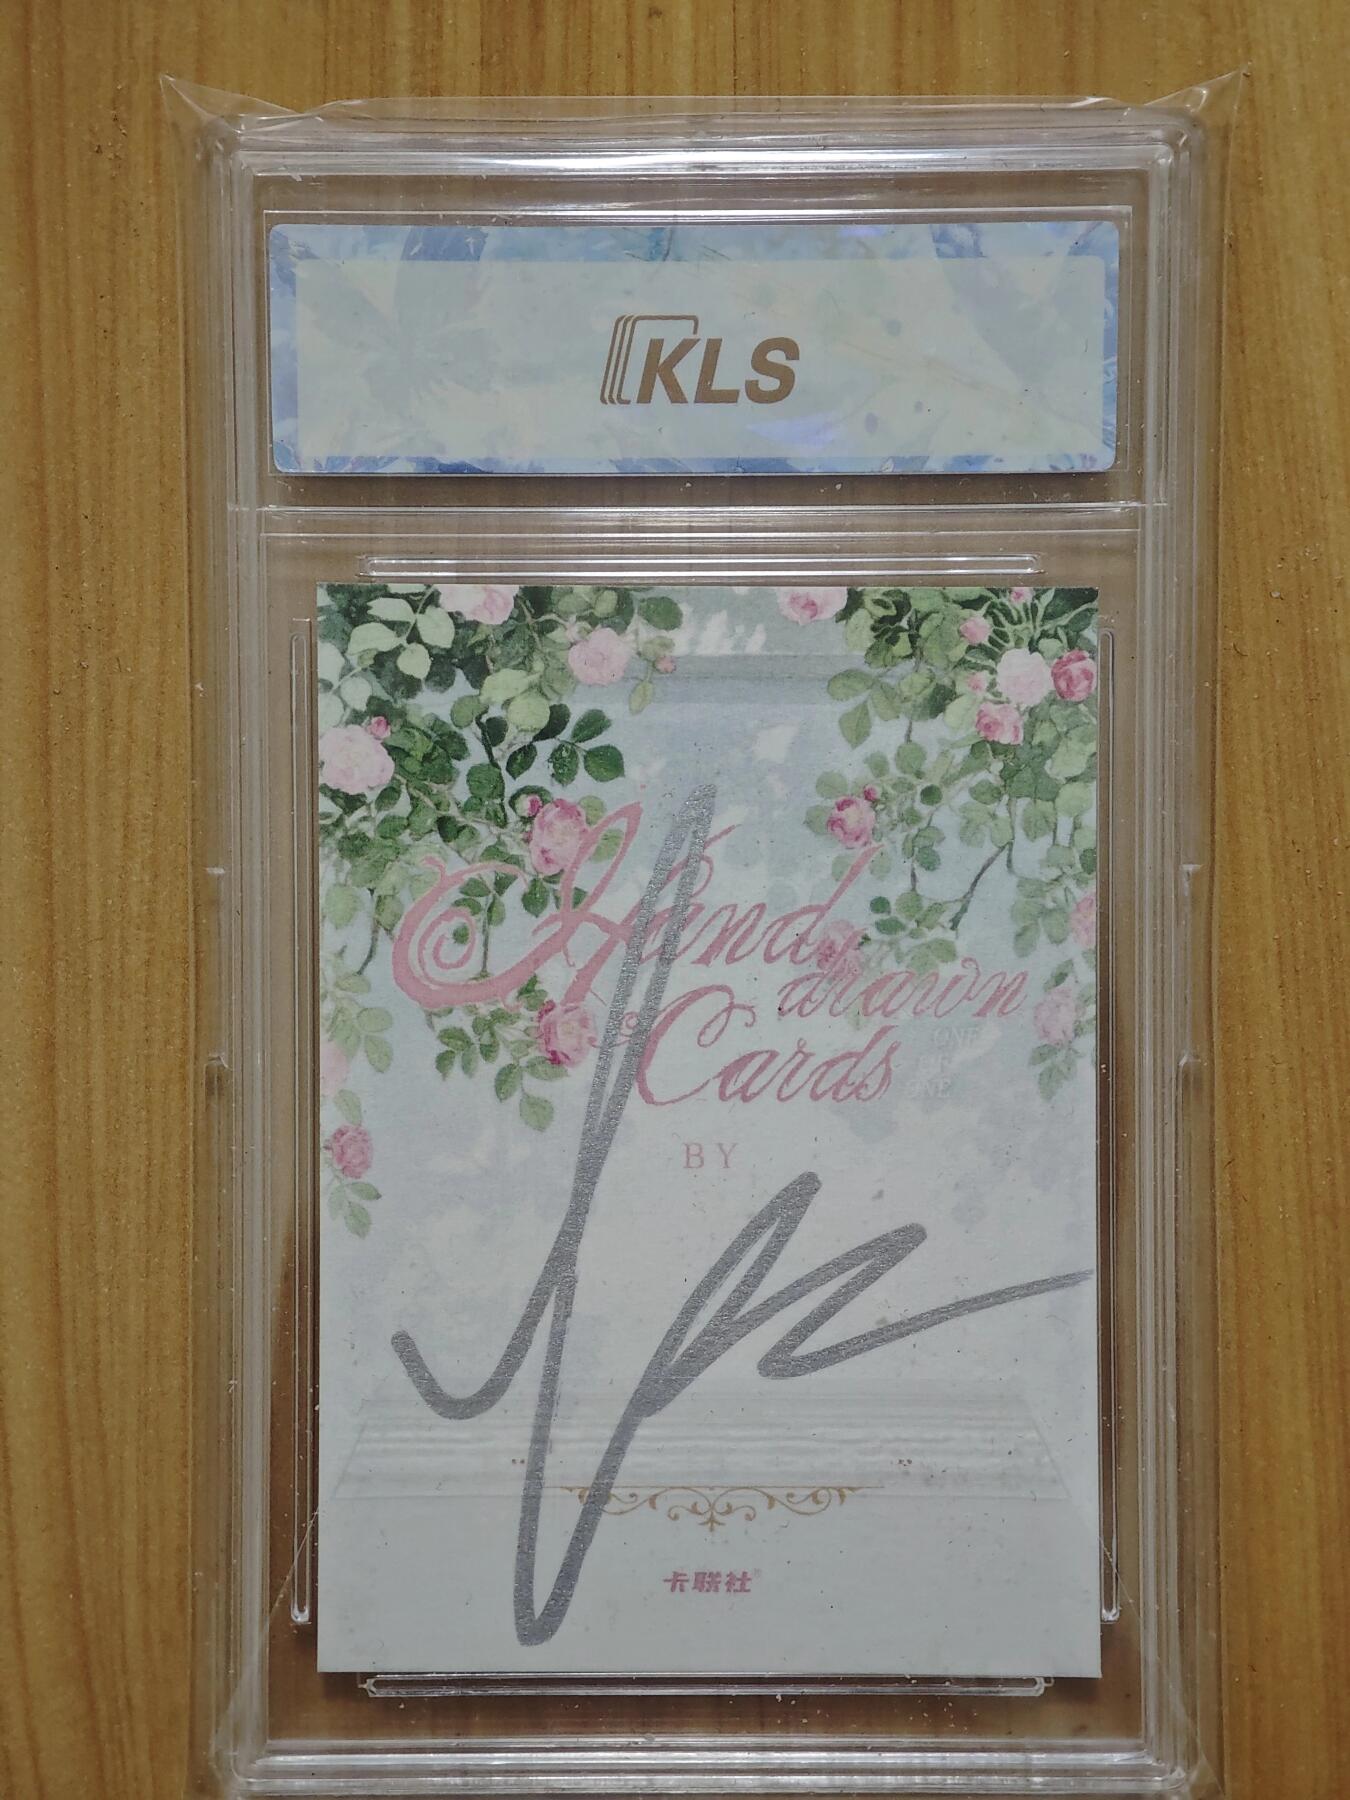 KLS
Hand
drawn
Cards
ONE
OF
ONE
BY
卡联社®